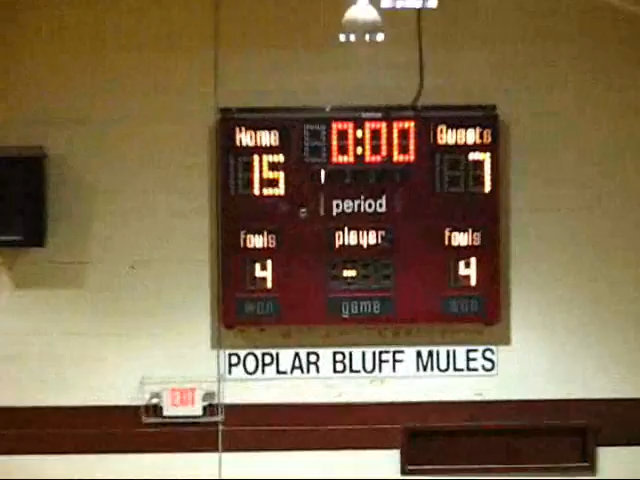 Home 0:00 Guests
15 7
period
fouls player fouls
4 4
game
POPLAR BLUFF MULES
EXIT